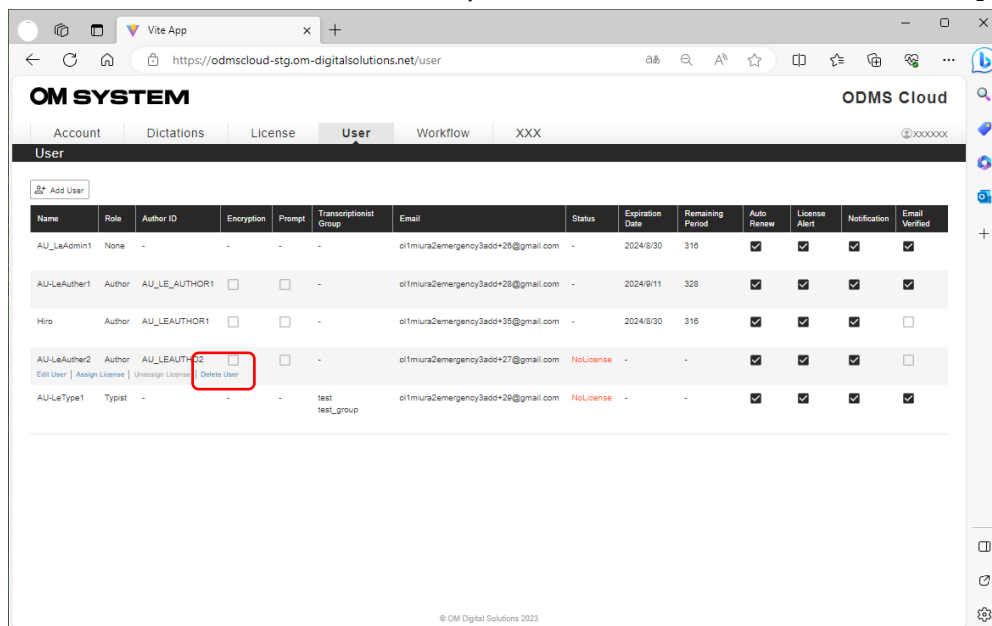 Vite App
https://odmscloud-stg.om-digitalsolutions.net/user
OM SYSTEM
ODMS Cloud
Account Dictations License User Workflow XXX xxxxxx
User
Add User
Name Role Author ID Encryption Prompt Transcriptionist Group Email Status Expiration Date Remaining Period Auto Renew License Alert Notification Email Verified
AU_LeAdmin1 None - - - - ol1miura2emergency3add+26@gmail.com - 2024/8/30 316
AU-LeAuther1 Author AU_LE_AUTHOR1 - ol1miura2emergency3add+28@gmail.com - 2024/9/11 328
Hiro Author AU_LEAUTHOR1 - ol1miura2emergency3add+35@gmail.com - 2024/8/30 316
AU-LeAuther2 Author AU_LEAUTHO2 - ol1miura2emergency3add+27@gmail.com NoLicense - -
Edit User | Assign License | Unassign License | Delete User
AU-LeType1 Typist - - - test ol1miura2emergency3add+29@gmail.com NoLicense - -
test_group
© OM Digital Solutions 2023